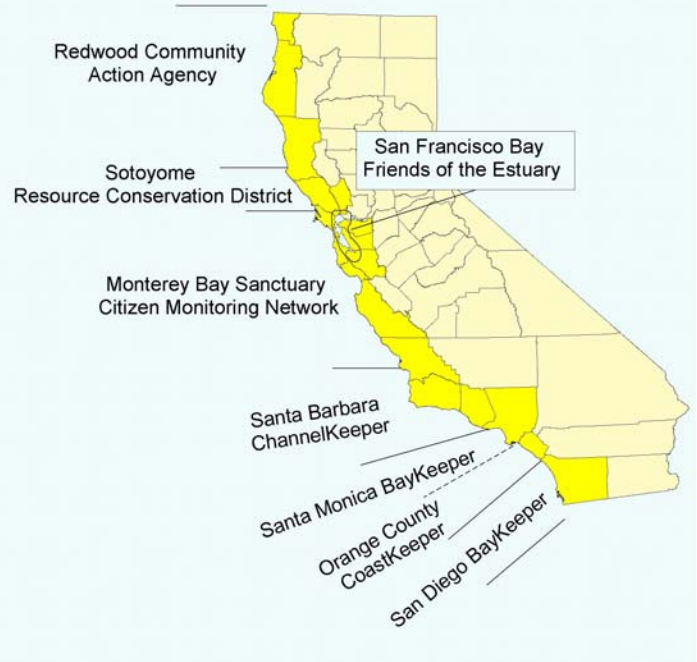 Redwood Community
Action Agency
San Francisco Bay
Friends of the Estuary
Sotoyome
Resource Conservation District
Monterey Bay Sanctuary
Citizen Monitoring Network
Santa Barbara
ChannelKeeper
Santa Monica BayKeeper
Orange County
CoastKeeper
San Diego BayKeeper